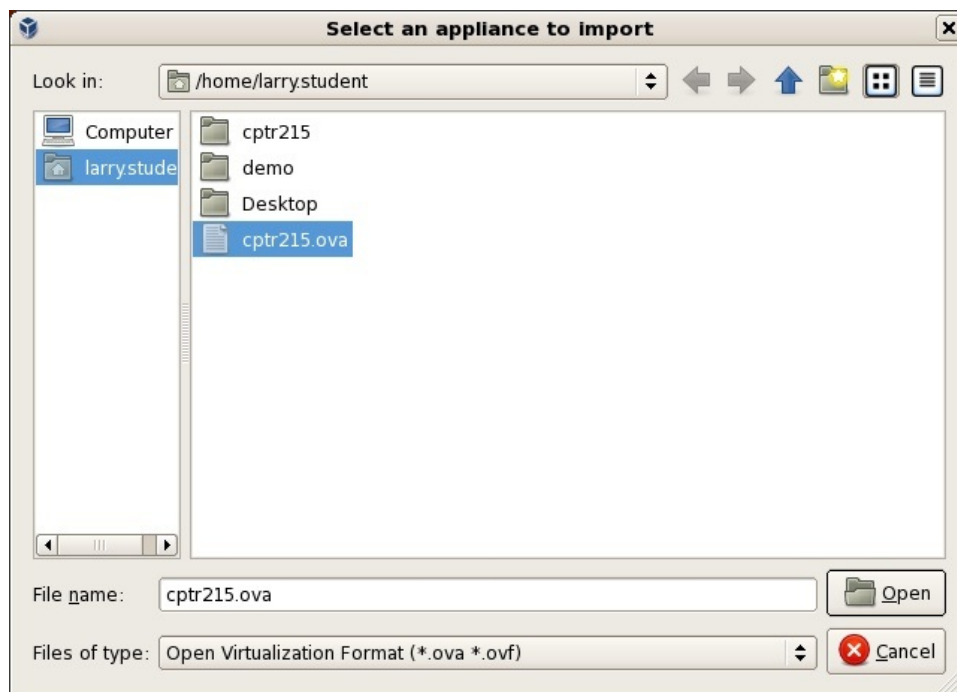 Select an appliance to import
Look in: /home/larry.student
Computer
larry.stude
cptr215
demo
Desktop
cptr215.ova
File name: cptr215.ova
Open
Files of type: Open Virtualization Format (*.ova *.ovf)
Cancel